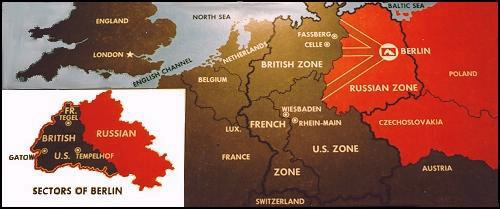 ENGLAND
NORTH SEA
BALTIC SEA
LONDON
FASSBERG
CELLE
BERLIN
NETHERLANDS
ENGLISH CHANNEL
BRITISH ZONE
BELGIUM
RUSSIAN ZONE
POLAND
WIESBADEN
RHEIN-MAIN
FRENCH
ZONE
LUX.
CZECHOSLOVAKIA
U.S. ZONE
FRANCE
AUSTRIA
SWITZERLAND
FR.
TEGEL
RUSSIAN
BRITISH
GATOW
U.S.
TEMPELHOF
SECTORS OF BERLIN